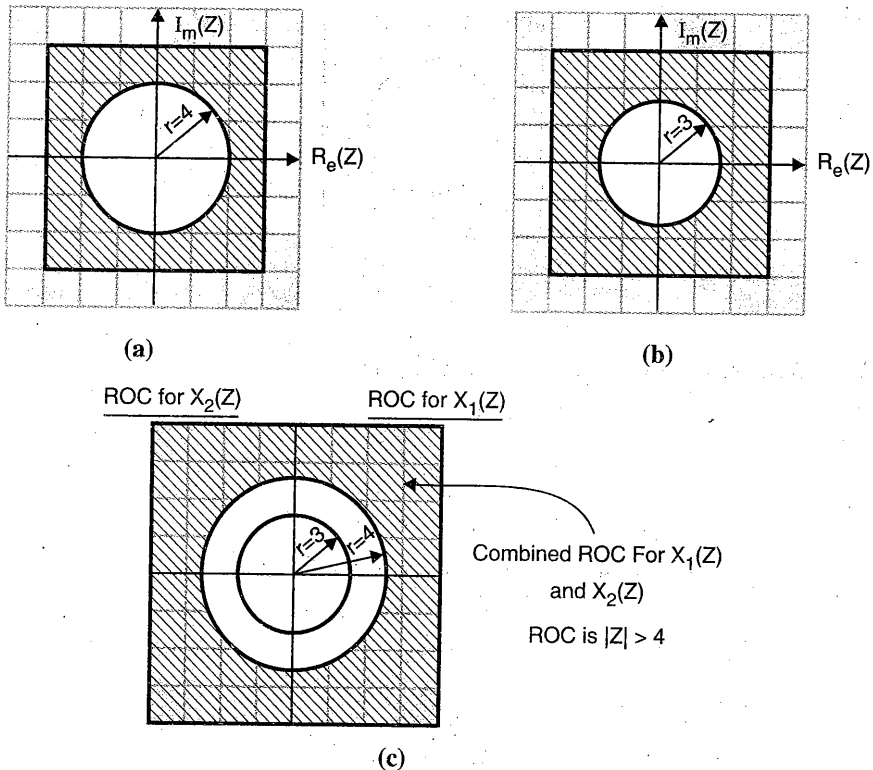 I_m(Z)
r=4
R_e(Z)
(a)
I_m(Z)
r=3
R_e(Z)
(b)
ROC for X_2(Z)
ROC for X_1(Z)
r=3
r=4
Combined ROC For X_1(Z)
and X_2(Z)
ROC is |Z| > 4
(c)